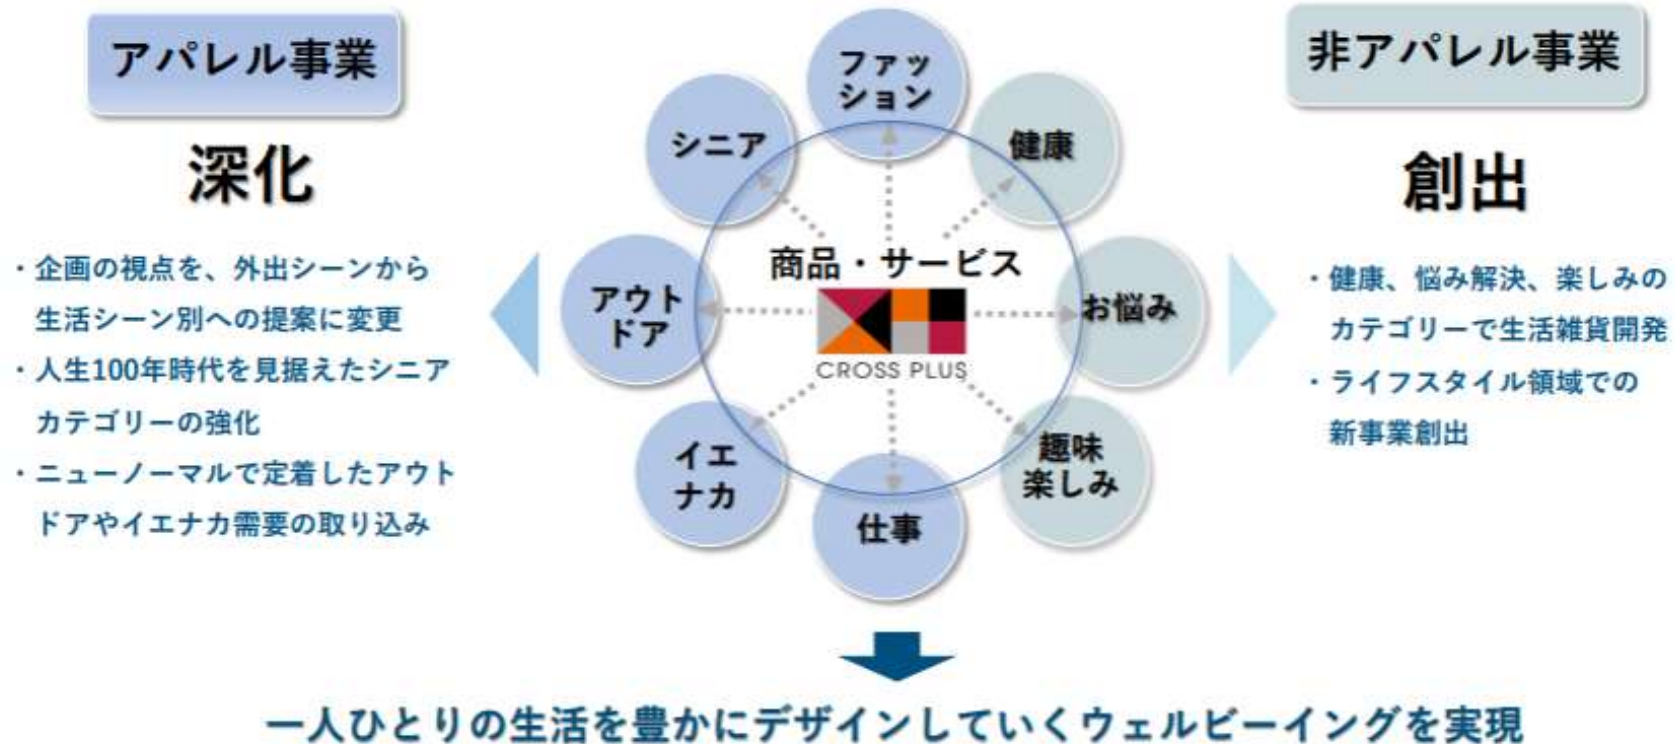 アパレル事業
深化
・企画の視点を、外出シーンから
生活シーン別への提案に変更
・人生100年時代を見据えたシニア
カテゴリーの強化
・ニューノーマルで定着したアウト
ドアやイエナカ需要の取り込み
ファッ
ション
シニア
健康
商品・サービス
CROSS PLUS
アウト
ドア
お悩み
イエ
ナカ
趣味
楽しみ
仕事
非アパレル事業
創出
・健康、悩み解決、楽しみの
カテゴリーで生活雑貨開発
・ライフスタイル領域での
新事業創出
一人ひとりの生活を豊かにデザインしていくウェルビーイングを実現